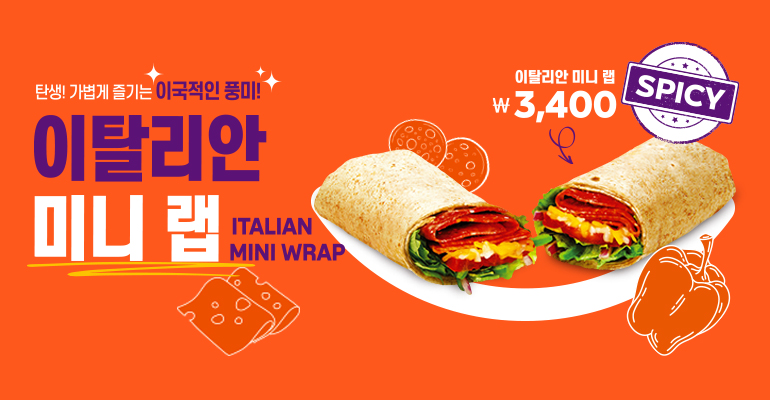 탄생! 가볍게 즐기는 이국적인 풍미!
이탈리안
미니 랩
ITALIAN
MINI WRAP
이탈리안 미니 랩
₩ 3,400
SPICY